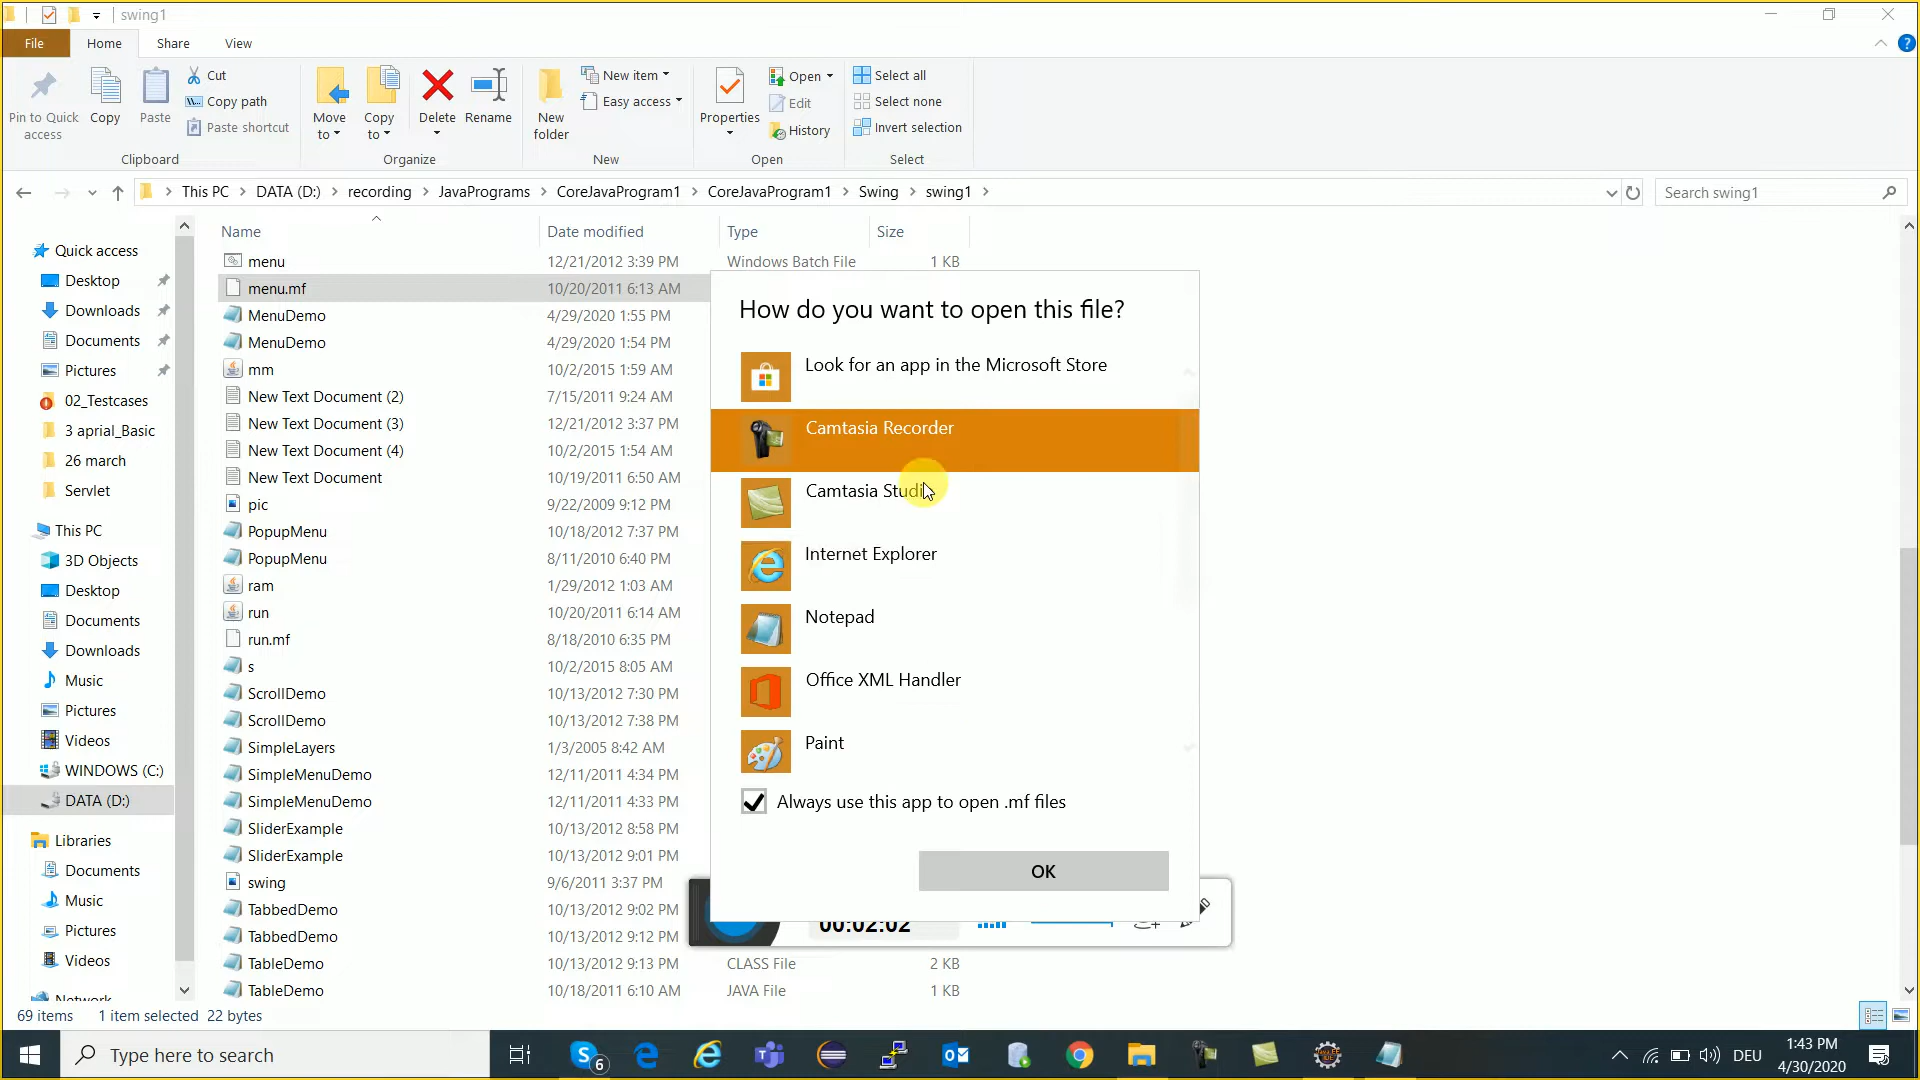 swing1
File Home Share View
Pin to Quick access
Copy
Paste
Cut
Copy path
Paste shortcut
Clipboard
Move to
Copy to
Delete
Rename
Organize
New folder
New item
Easy access
New
Properties
Open
Edit
History
Open
Select all
Select none
Invert selection
Select
This PC DATA (D:) recording JavaPrograms CoreJavaProgram1 CoreJavaProgram1 Swing swing1
Search swing1
Quick access
Desktop
Downloads
Documents
Pictures
02_Testcases
3 aprial_Basic
26 march
Servlet
This PC
3D Objects
Desktop
Documents
Downloads
Music
Pictures
Videos
WINDOWS (C:)
DATA (D:)
Libraries
Documents
Music
Pictures
Videos
Network
Name Date modified Type Size
menu 12/21/2012 3:39 PM Windows Batch File 1 KB
menu.mf 10/20/2011 6:13 AM
MenuDemo 4/29/2020 1:55 PM
MenuDemo 4/29/2020 1:54 PM
mm 10/2/2015 1:59 AM
New Text Document (2) 7/15/2011 9:24 AM
New Text Document (3) 12/21/2012 3:37 PM
New Text Document (4) 10/2/2015 1:54 AM
New Text Document 10/19/2011 6:50 AM
pic 9/22/2009 9:12 PM
PopupMenu 10/18/2012 7:37 PM
PopupMenu 8/11/2010 6:40 PM
ram 1/29/2012 1:03 AM
run 10/20/2011 6:14 AM
run.mf 8/18/2010 6:35 PM
s 10/2/2015 8:05 AM
ScrollDemo 10/13/2012 7:30 PM
ScrollDemo 10/13/2012 7:38 PM
SimpleLayers 1/3/2005 8:42 AM
SimpleMenuDemo 12/11/2011 4:34 PM
SimpleMenuDemo 12/11/2011 4:33 PM
SliderExample 10/13/2012 8:58 PM
SliderExample 10/13/2012 9:01 PM
swing 9/6/2011 3:37 PM
TabbedDemo 10/13/2012 9:02 PM
TabbedDemo 10/13/2012 9:12 PM
TableDemo 10/13/2012 9:13 PM CLASS File 2 KB
TableDemo 10/18/2011 6:10 AM JAVA File 1 KB
How do you want to open this file?
Look for an app in the Microsoft Store
Camtasia Recorder
Camtasia Studi
Internet Explorer
Notepad
Office XML Handler
Paint
Always use this app to open .mf files
OK
00:02:02
69 items 1 item selected 22 bytes
Type here to search
6
DEU
1:43 PM
4/30/2020